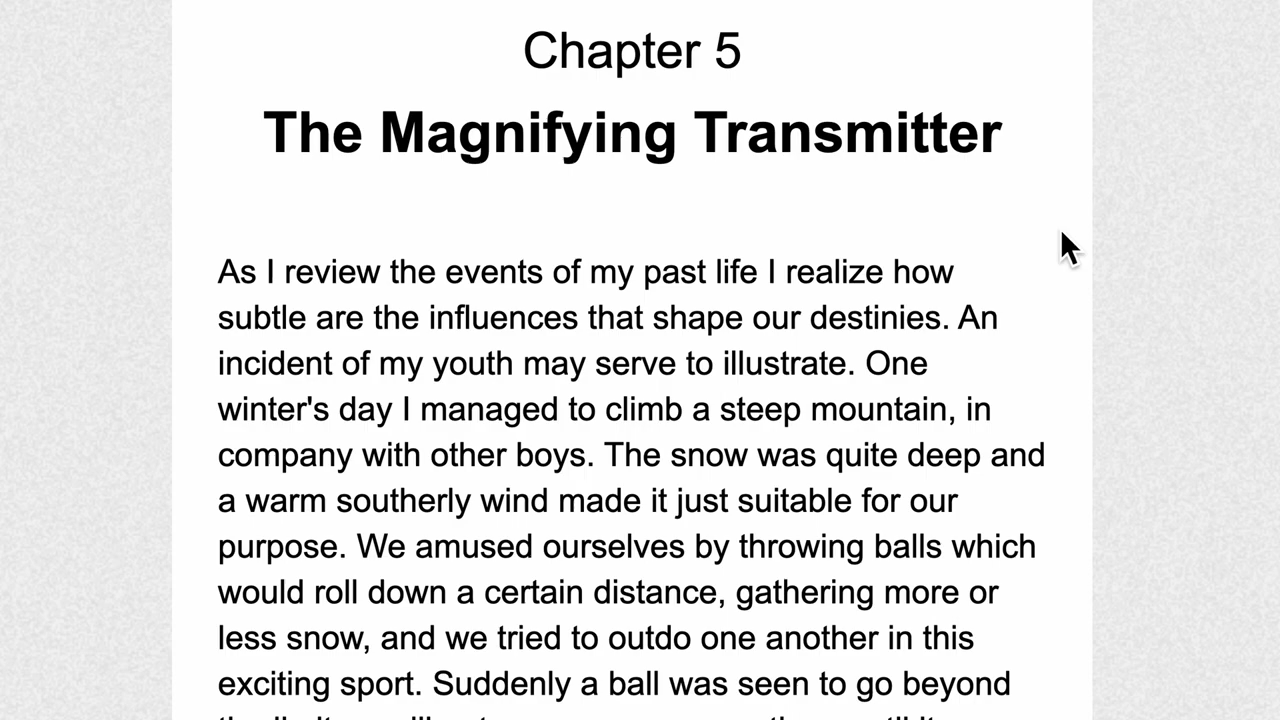 Chapter 5
The Magnifying Transmitter
As I review the events of my past life I realize how
subtle are the influences that shape our destinies. An
incident of my youth may serve to illustrate. One
winter's day I managed to climb a steep mountain, in
company with other boys. The snow was quite deep and
a warm southerly wind made it just suitable for our
purpose. We amused ourselves by throwing balls which
would roll down a certain distance, gathering more or
less snow, and we tried to outdo one another in this
exciting sport. Suddenly a ball was seen to go beyond